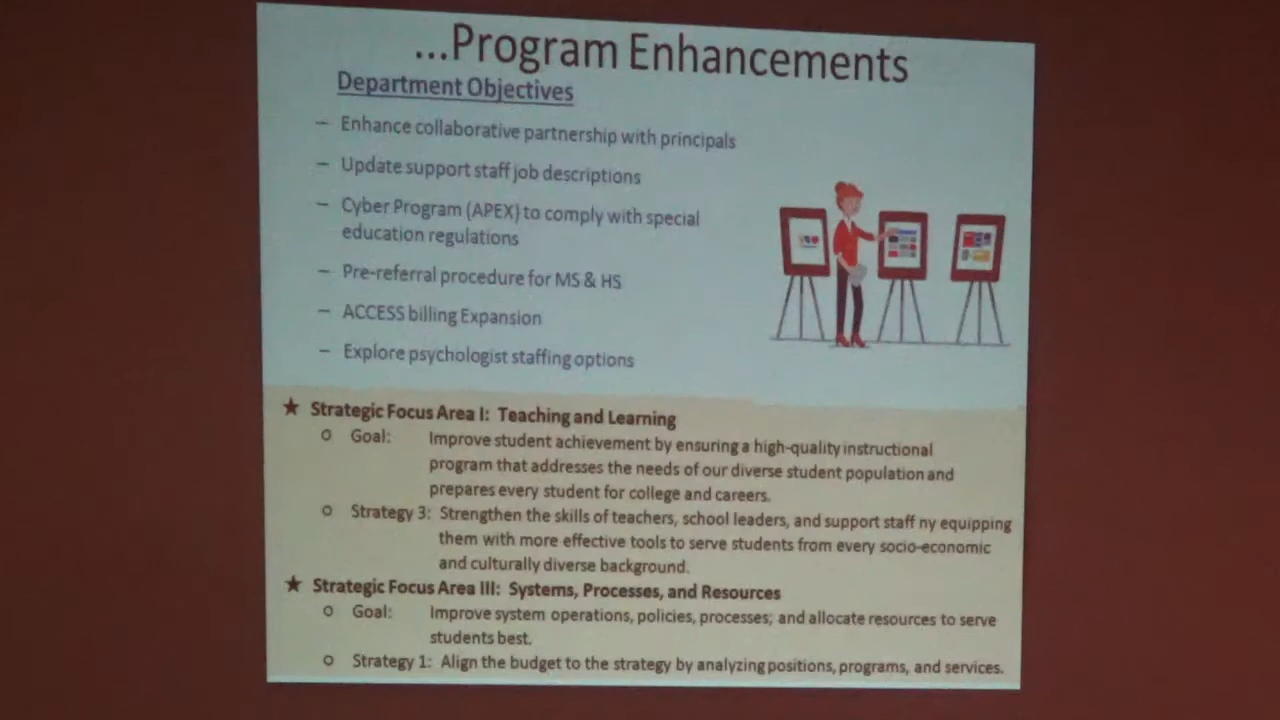 ...Program Enhancements
Department Objectives
– Enhance collaborative partnership with principals
– Update support staff job descriptions
– Cyber Program (APEX) to comply with special
education regulations
– Pre-referral procedure for MS & HS
– ACCESS billing Expansion
– Explore psychologist staffing options
★ Strategic Focus Area I: Teaching and Learning
o Goal: Improve student achievement by ensuring a high-quality instructional
program that addresses the needs of our diverse student population and
prepares every student for college and careers.
o Strategy 3: Strengthen the skills of teachers, school leaders, and support staff ny equipping
them with more effective tools to serve students from every socio-economic
and culturally diverse background.
★ Strategic Focus Area III: Systems, Processes, and Resources
o Goal: Improve system operations, policies, processes; and allocate resources to serve
students best.
o Strategy 1: Align the budget to the strategy by analyzing positions, programs, and services.